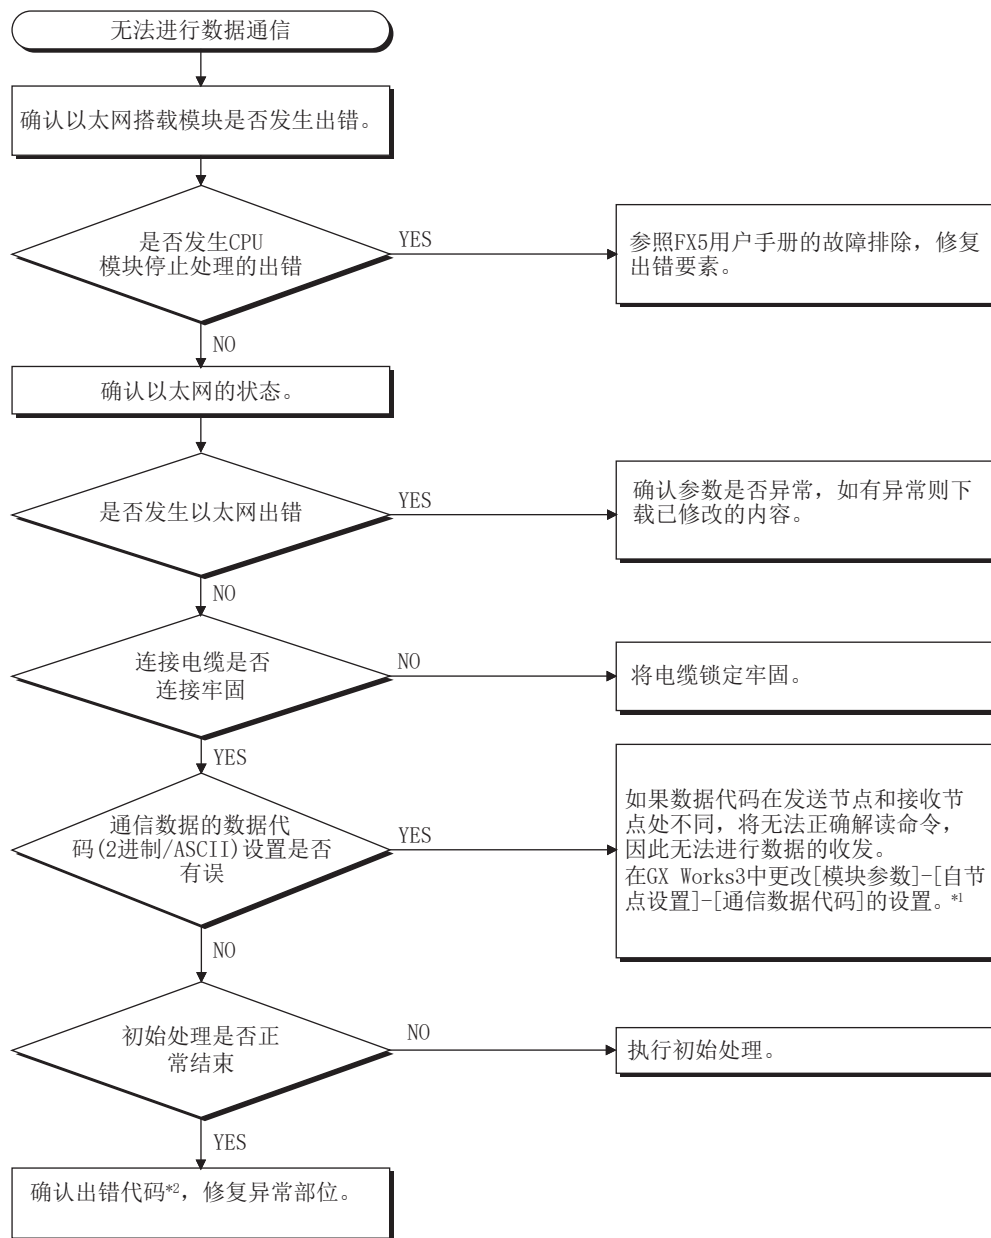 无法进行数据通信
确认以太网搭载模块是否发生出错。
是否发生CPU
模块停止处理的出错
YES
参照FX5用户手册的故障排除，修复
出错要素。
NO
确认以太网的状态。
是否发生以太网出错
YES
确认参数是否异常，如有异常则下
载已修改的内容。
NO
连接电缆是否
连接牢固
NO
将电缆锁定牢固。
YES
通信数据的数据代
码(2进制/ASCII)设置是否
有误
YES
如果数据代码在发送节点和接收节
点处不同，将无法正确解读命令，
因此无法进行数据的收发。
在GX Works3中更改[模块参数]-[自节
点设置]-[通信数据代码]的设置。*1
NO
初始处理是否正
常结束
NO
执行初始处理。
YES
确认出错代码*2，修复异常部位。